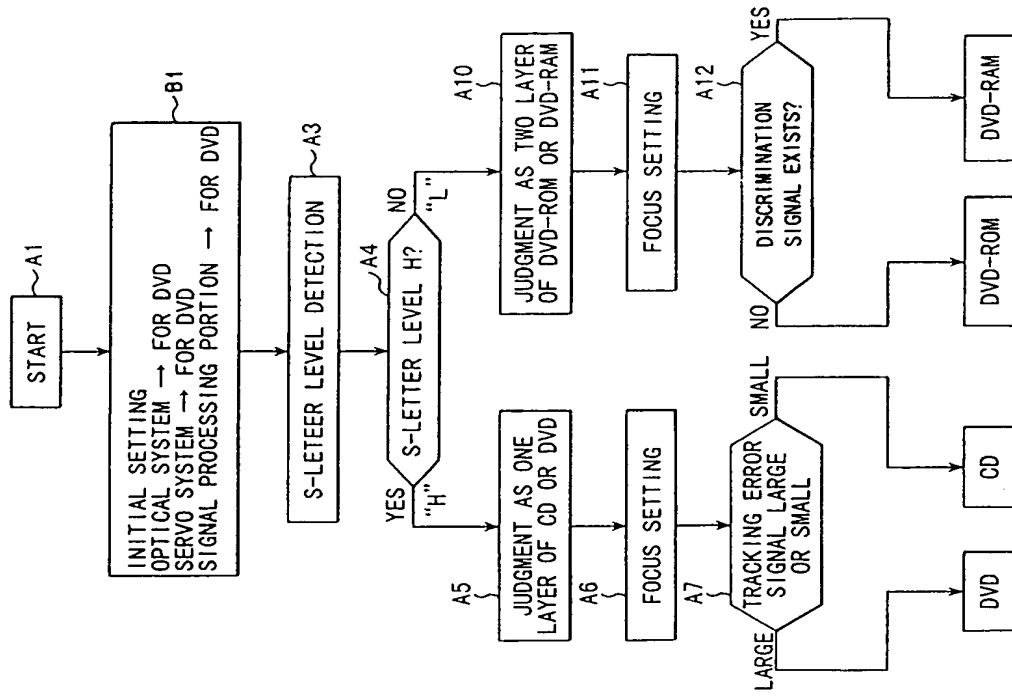 START
A1
INITIAL SETTING
OPTICAL SYSTEM → FOR DVD
SERVO SYSTEM → FOR DVD
SIGNAL PROCESSING PORTION → FOR DVD
B1
S-LETEER LEVEL DETECTION
A3
S-LETTER LEVEL H?
A4
YES
"H"
NO
"L"
JUDGMENT AS ONE
LAYER OF CD OR DVD
A5
FOCUS SETTING
A6
TRACKING ERROR
SIGNAL LARGE
OR SMALL
A7
LARGE
SMALL
DVD
CD
JUDGMENT AS TWO LAYER
OF DVD-ROM OR DVD-RAM
A10
FOCUS SETTING
A11
DISCRIMINATION
SIGNAL EXISTS?
A12
NO
YES
DVD-ROM
DVD-RAM